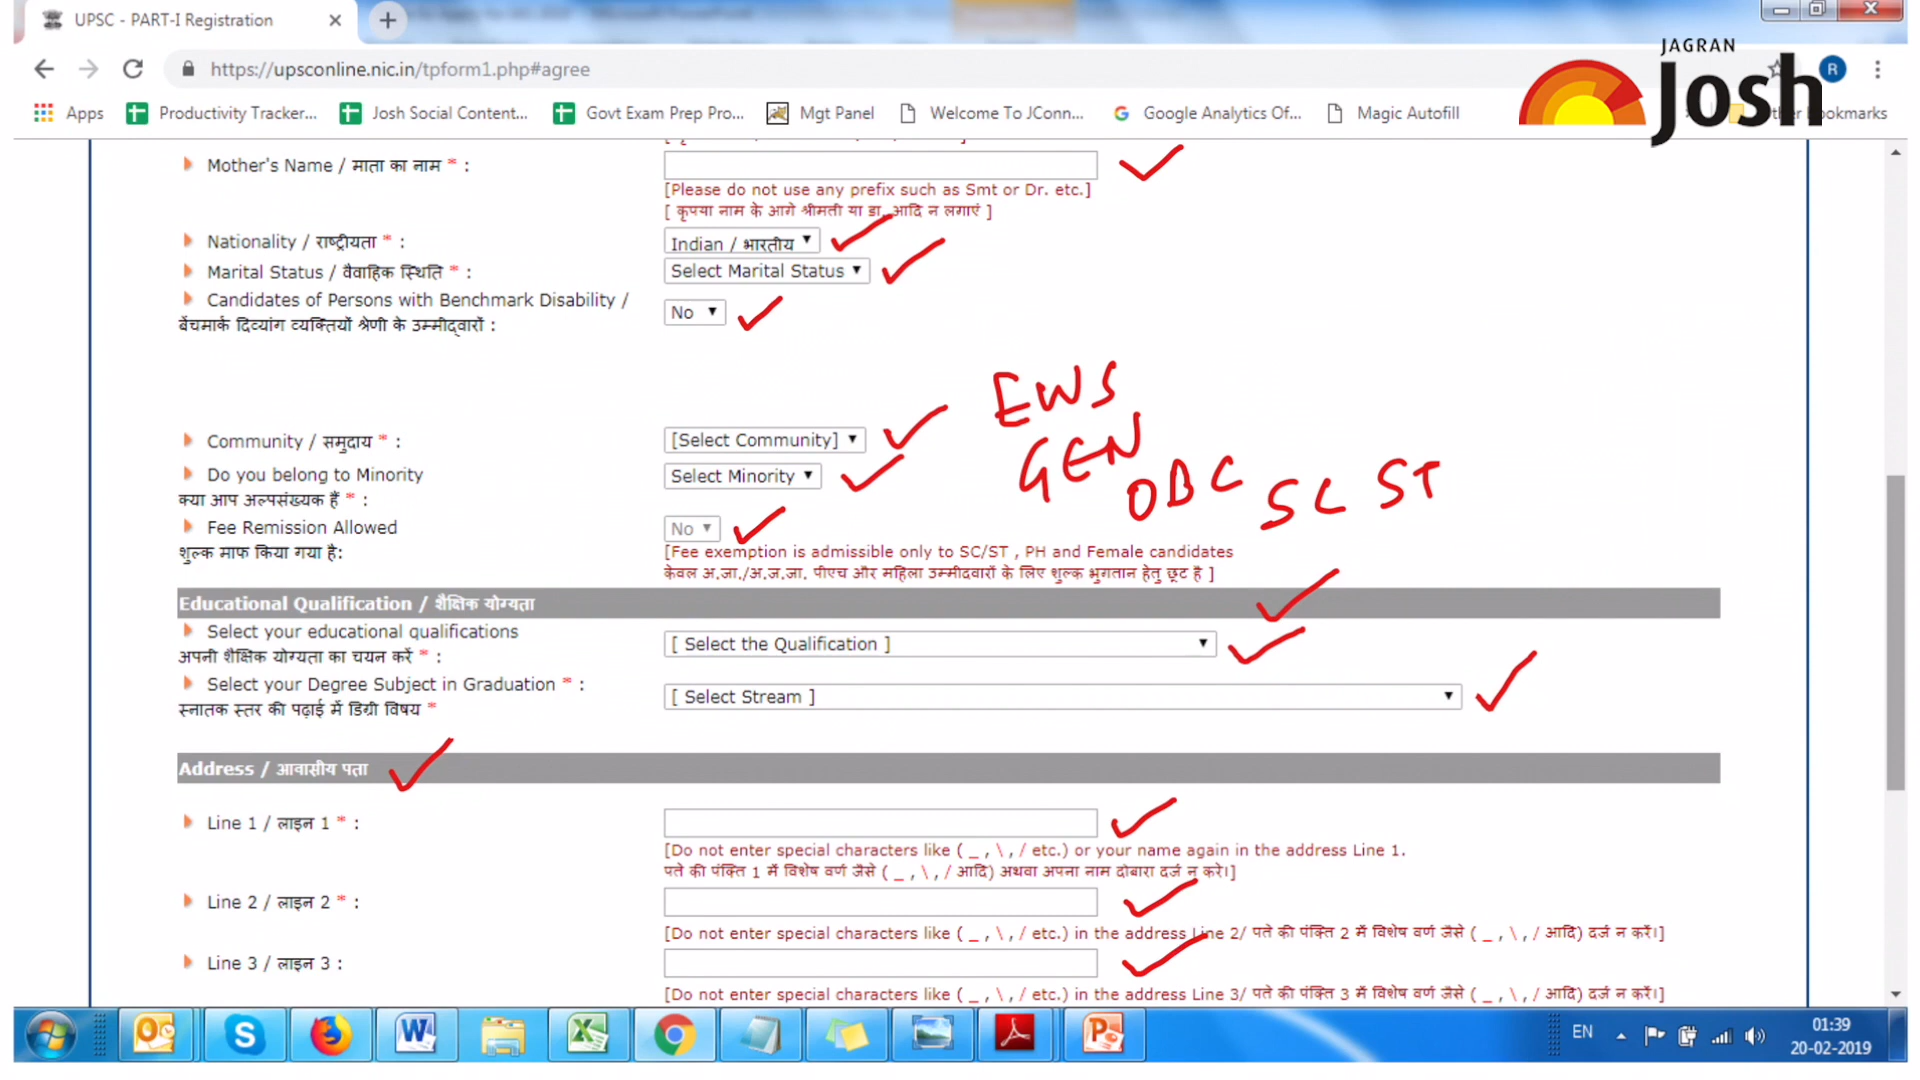 UPSC - PART-I Registration
https://upsconline.nic.in/tpform1.php#agree
JAGRAN
Josh
R
Apps
Productivity Tracker...
Josh Social Content...
Govt Exam Prep Pro...
Mgt Panel
Welcome To JConn...
Google Analytics Of...
Magic Autofill
Bookmarks
Mother's Name / माता का नाम * :
[Please do not use any prefix such as Smt or Dr. etc.]
[ कृपया नाम के आगे श्रीमती या डा. आदि न लगाएं ]
Nationality / राष्ट्रीयता * :
Indian / भारतीय
Marital Status / वैवाहिक स्थिति * :
Select Marital Status
Candidates of Persons with Benchmark Disability /
बेंचमार्क दिव्यांग व्यक्तियों श्रेणी के उम्मीदवारों :
No
EWS
GEN
OBC SC ST
Community / समुदाय * :
[Select Community]
Do you belong to Minority
क्या आप अल्पसंख्यक हैं * :
Select Minority
Fee Remission Allowed
शुल्क माफ किया गया है:
No
[Fee exemption is admissible only to SC/ST , PH and Female candidates
केवल अ.जा./अ.ज.जा. पीएच और महिला उम्मीदवारों के लिए शुल्क भुगतान हेतु छूट है ]
Educational Qualification / शैक्षिक योग्यता
Select your educational qualifications
अपनी शैक्षिक योग्यता का चयन करें * :
[ Select the Qualification ]
Select your Degree Subject in Graduation * :
स्नातक स्तर की पढ़ाई में डिग्री विषय *
[ Select Stream ]
Address / आवासीय पता
Line 1 / लाइन 1 * :
[Do not enter special characters like ( _ , \ , / etc.) or your name again in the address Line 1.
पते की पंक्ति 1 में विशेष वर्ण जैसे ( _ , \ , / आदि) अथवा अपना नाम दोबारा दर्ज न करे।]
Line 2 / लाइन 2 * :
[Do not enter special characters like ( _ , \ , / etc.) in the address Line 2/ पते की पंक्ति 2 में विशेष वर्ण जैसे ( _ , \ , / आदि) दर्ज न करें।]
Line 3 / लाइन 3 :
[Do not enter special characters like ( _ , \ , / etc.) in the address Line 3/ पते की पंक्ति 3 में विशेष वर्ण जैसे ( _ , \ , / आदि) दर्ज न करें।]
EN
01:39
20-02-2019